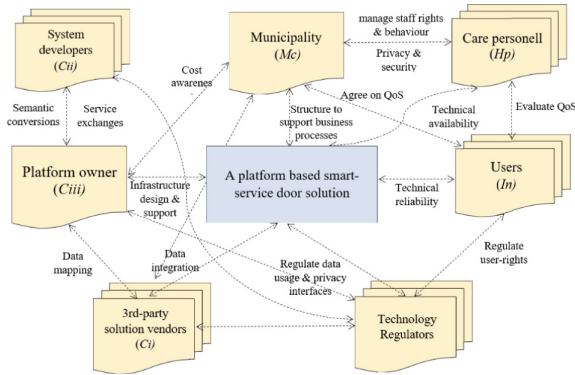 System
developers
(Cii)
Municipality
(Mc)
manage staff rights
& behaviour
Privacy &
security
Care personell
(Hp)
Cost
awarenes
Semantic
conversions
Service
exchanges
Structure to
support business
processes
Agree on QoS
Technical
availability
Evaluate QoS
Platform owner
(Ciii)
Infrastructure
design &
support
A platform based smart-
service door solution
Technical
reliability
Users
(In)
Data
mapping
Data
integration
Regulate data
usage & privacy
interfaces
Regulate
user-rights
3rd-party
solution vendors
(Ci)
Technology
Regulators